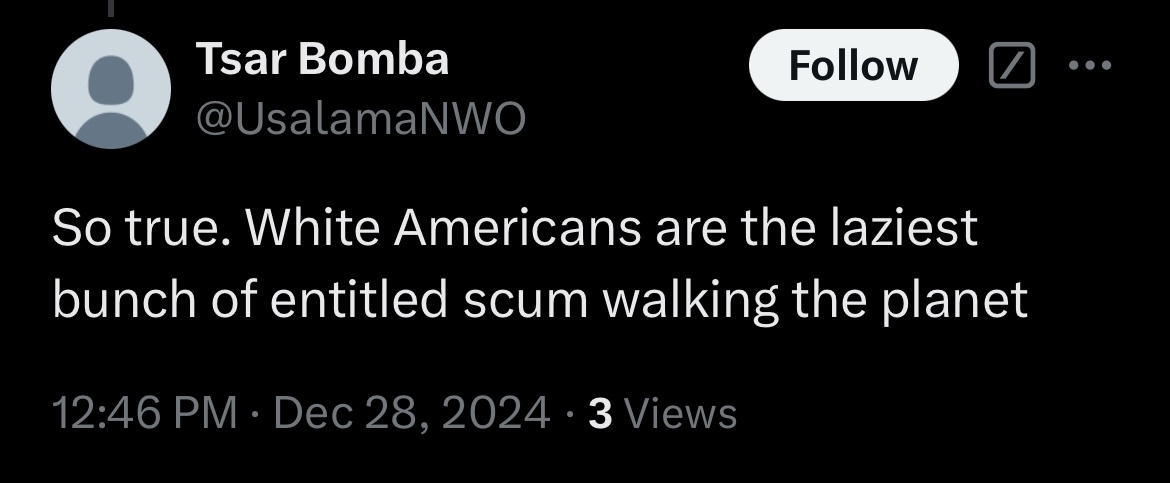 Tsar Bomba
Follow
@UsalamaNWO
So true. White Americans are the laziest
bunch of entitled scum walking the planet
12:46 PM · Dec 28, 2024 · 3 Views